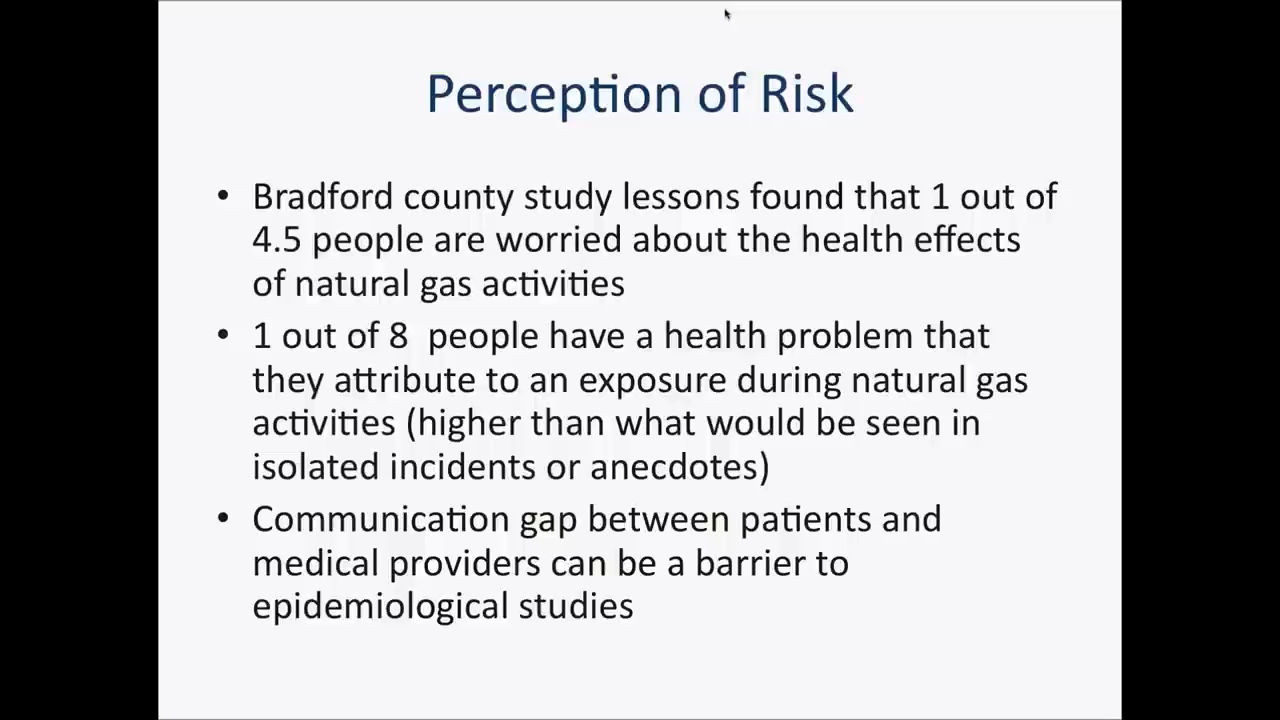 Perception of Risk
• Bradford county study lessons found that 1 out of
4.5 people are worried about the health effects
of natural gas activities
• 1 out of 8  people have a health problem that
they attribute to an exposure during natural gas
activities (higher than what would be seen in
isolated incidents or anecdotes)
• Communication gap between patients and
medical providers can be a barrier to
epidemiological studies